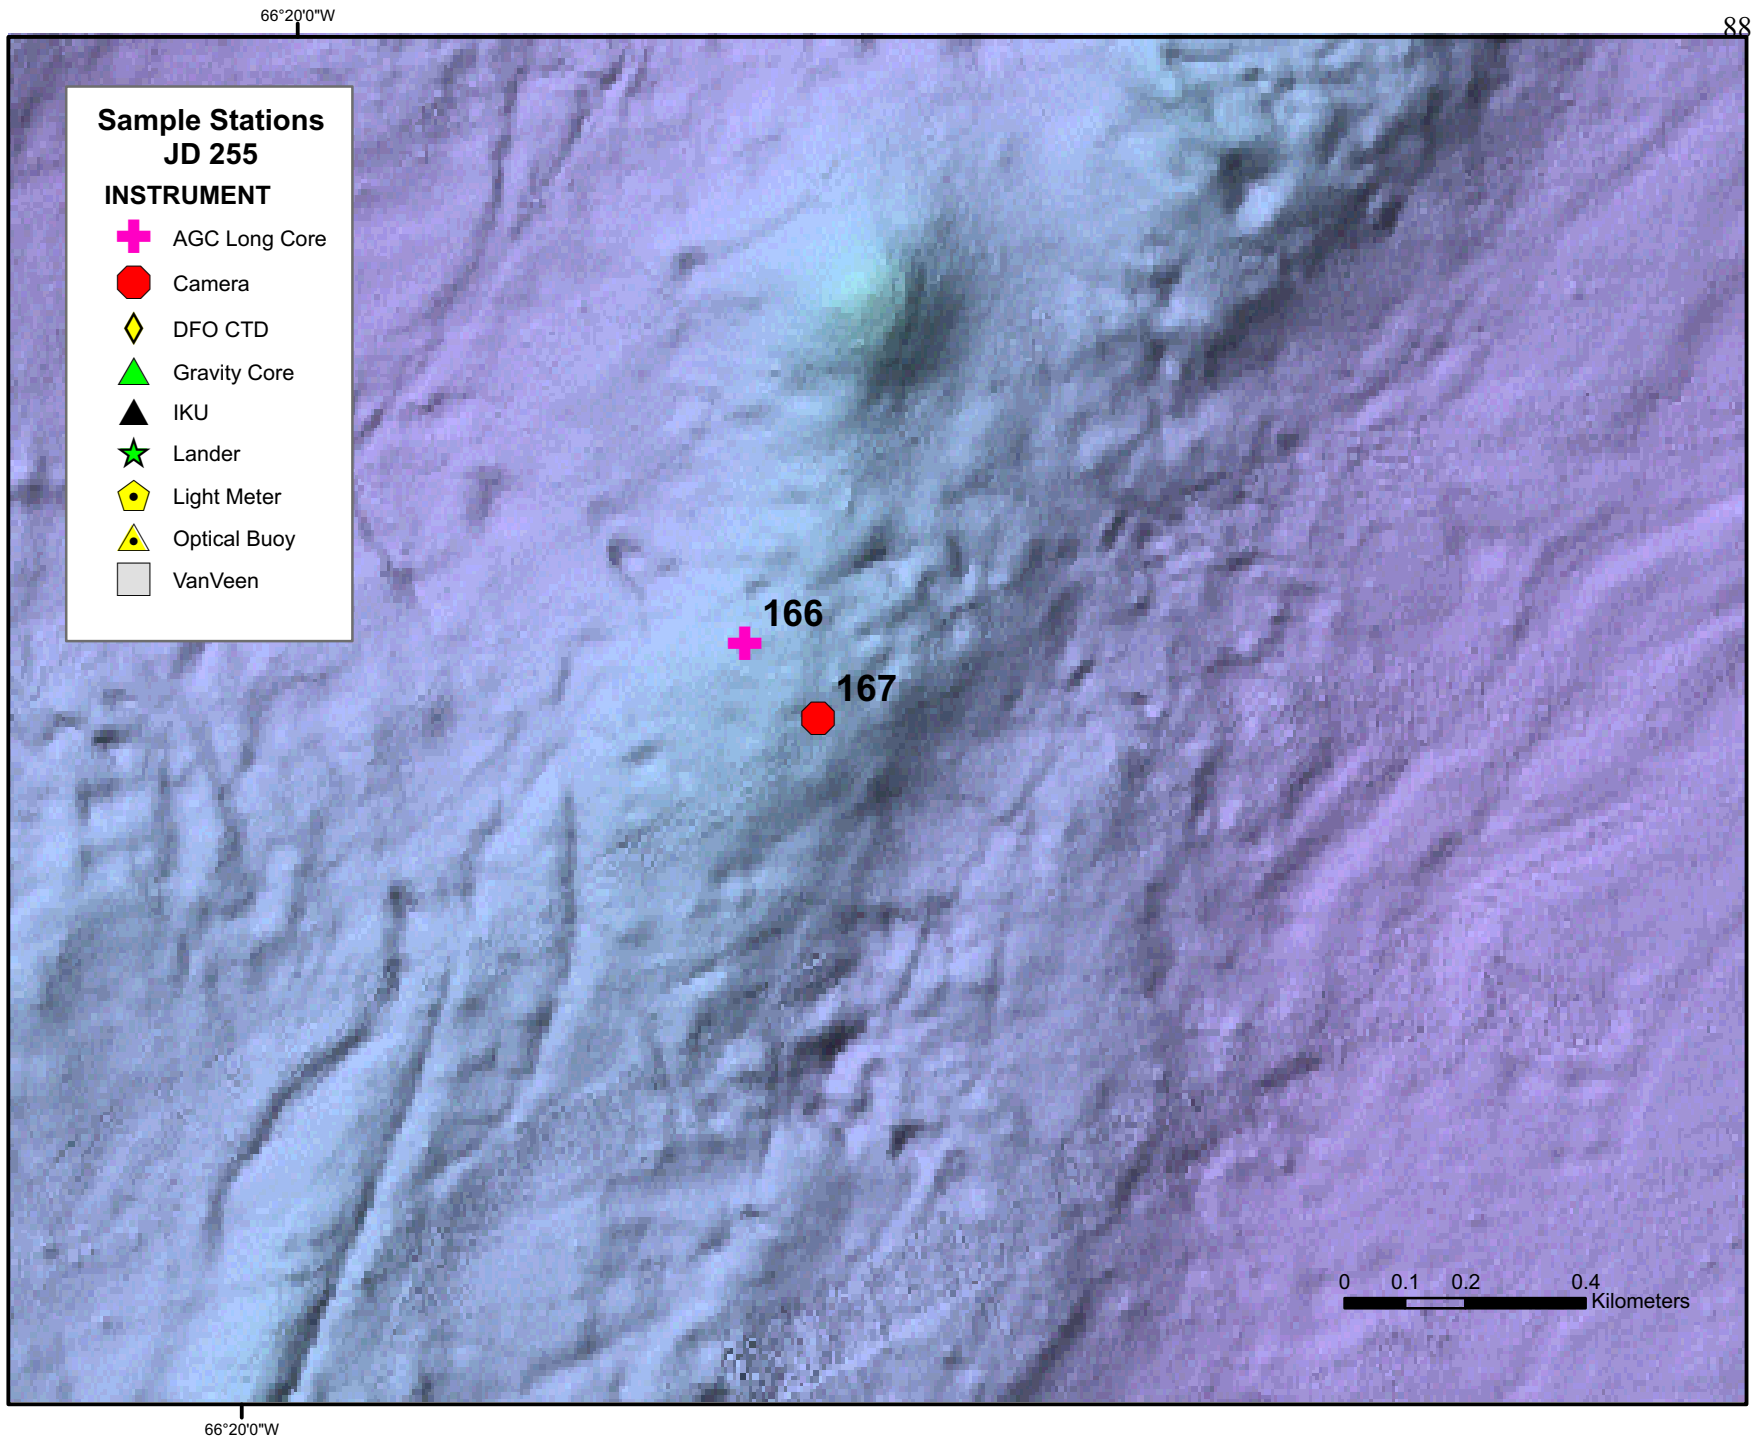 66°20'0"W
88
Sample Stations
JD 255
INSTRUMENT
AGC Long Core
Camera
DFO CTD
Gravity Core
IKU
Lander
Light Meter
Optical Buoy
VanVeen
166
167
0 0.1 0.2 0.4
Kilometers
66°20'0"W